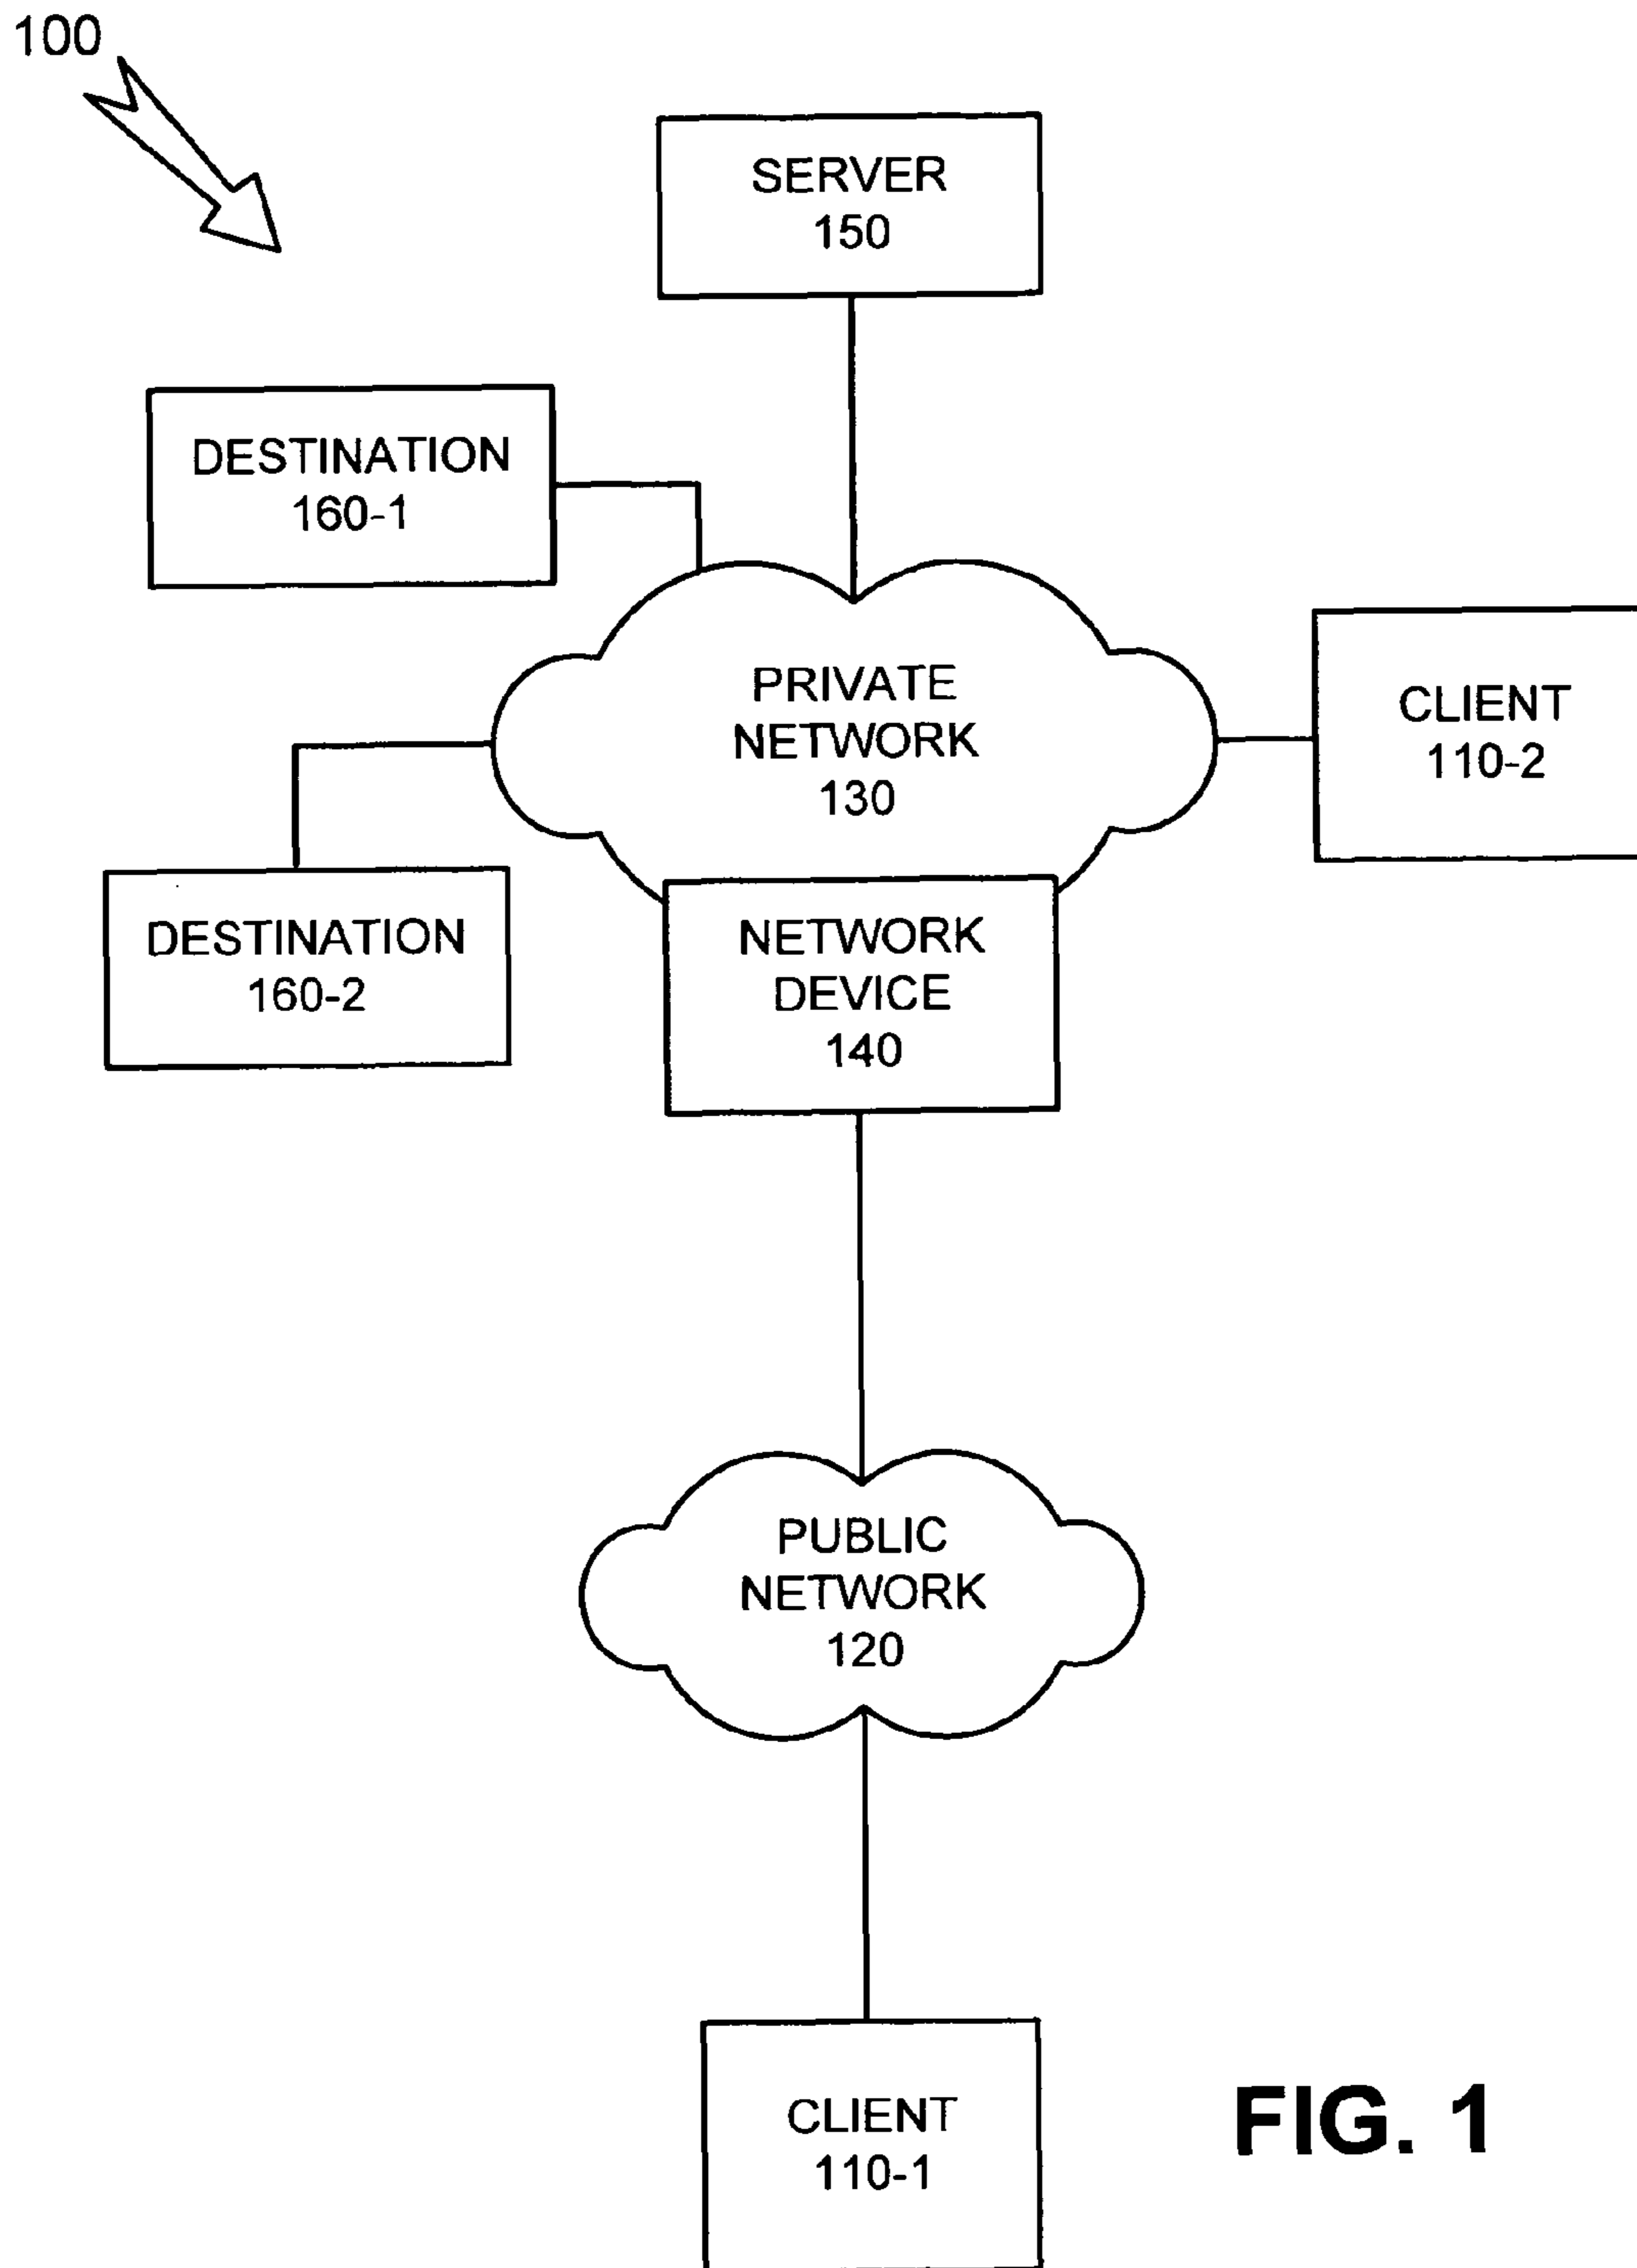 100
SERVER
150
DESTINATION
160-1
PRIVATE
NETWORK
130
CLIENT
110-2
DESTINATION
160-2
NETWORK
DEVICE
140
PUBLIC
NETWORK
120
CLIENT
110-1
FIG. 1